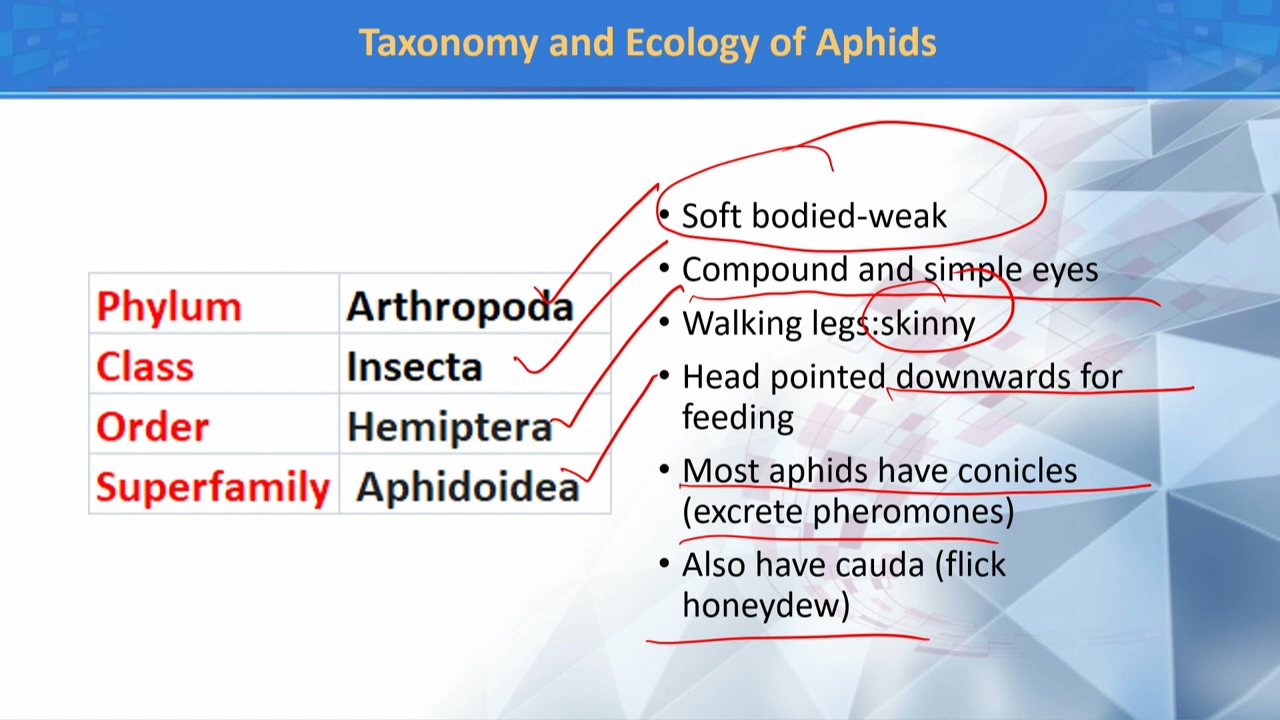 Taxonomy and Ecology of Aphids
Phylum Arthropoda
Class Insecta
Order Hemiptera
Superfamily Aphidoidea
• Soft bodied-weak
• Compound and simple eyes
• Walking legs:skinny
• Head pointed downwards for
feeding
• Most aphids have conicles
(excrete pheromones)
• Also have cauda (flick
honeydew)